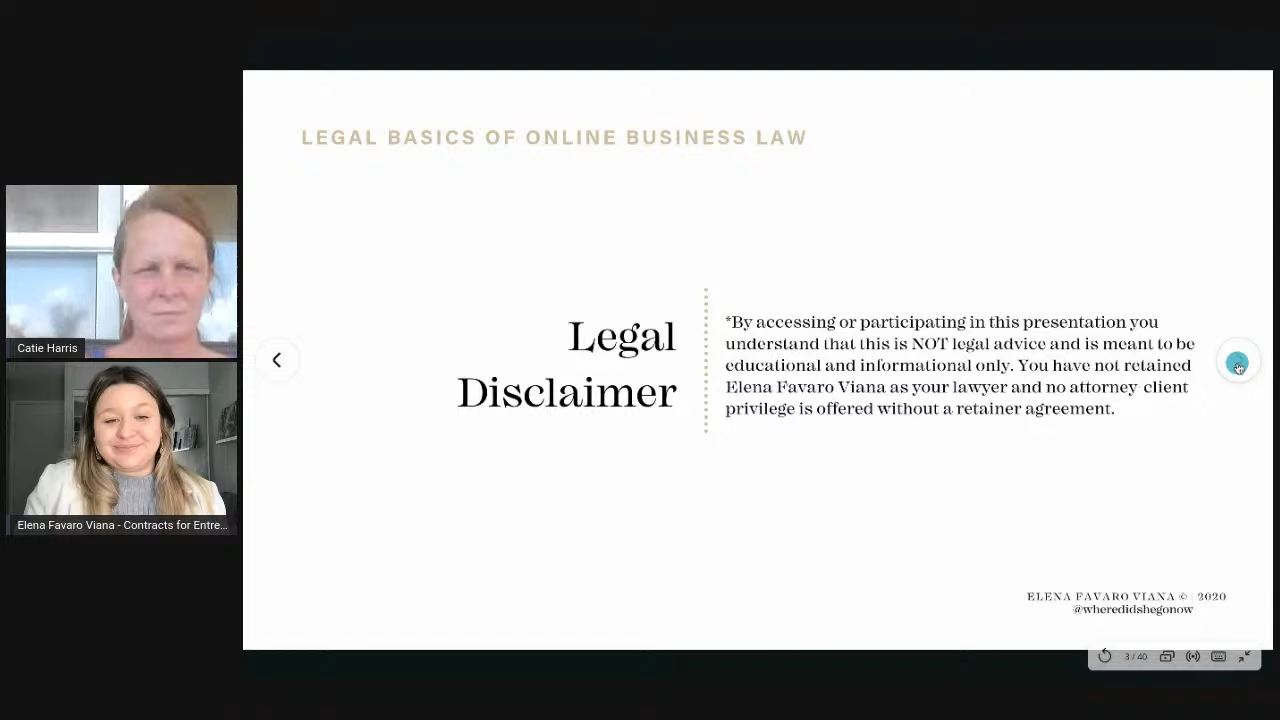 LEGAL BASICS OF ONLINE BUSINESS LAW
Legal
Disclaimer
*By accessing or participating in this presentation you
understand that this is NOT legal advice and is meant to be
educational and informational only. You have not retained
Elena Favaro Viana as your lawyer and no attorney-client
privilege is offered without a retainer agreement.
Catie Harris
Elena Favaro Viana - Contracts for Entre...
ELENA FAVARO VIANA © | 2020
@wheredidshegonow
3 / 40